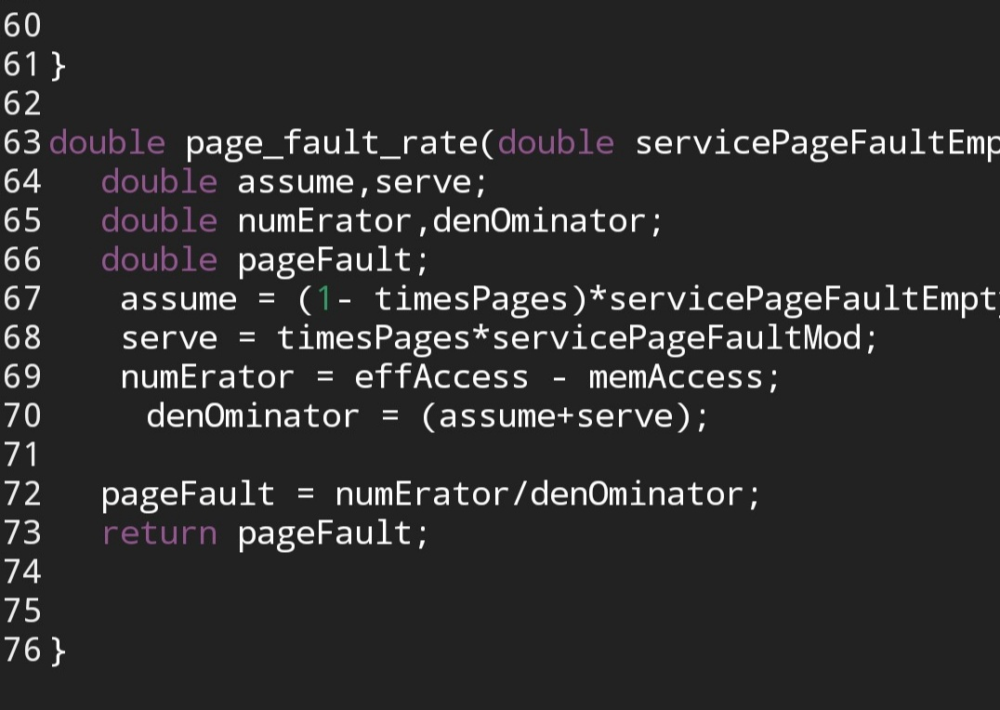 60
61 }
62
63 double page_fault_rate(double servicePageFaultEmp
64 double assume,serve;
65 double numErator,denOminator;
66 double pageFault;
67 assume = (1- timesPages)*servicePageFaultEmpt
68 serve = timesPages*servicePageFaultMod;
69 numErator = effAccess - memAccess;
70 denOminator = (assume+serve);
71
72 pageFault = numErator/denOminator;
73 return pageFault;
74
75
76 }